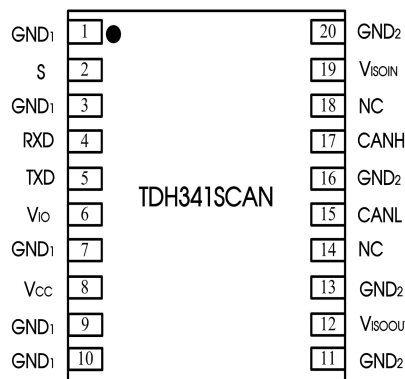 GND1 1 20 GND2
S 2 19 VISOIN
GND1 3 18 NC
RXD 4 17 CANH
TXD 5 16 GND2
TDH341SCAN
VIO 6 15 CANL
GND1 7 14 NC
VCC 8 13 GND2
GND1 9 12 VISOOU
GND1 10 11 GND2